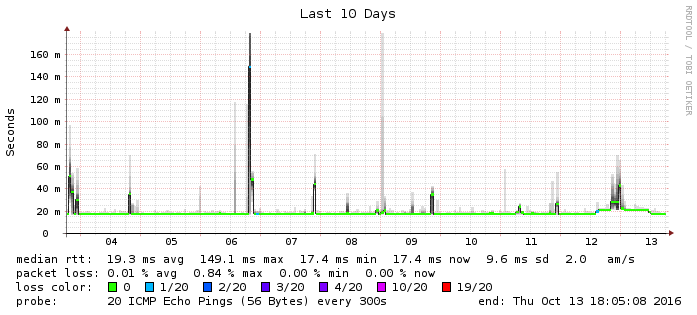 Last 10 Days
RRDTOOL / TOBI OETIKER
Seconds
160 m
140 m
120 m
100 m
80 m
60 m
40 m
20 m
0
04 05 06 07 08 09 10 11 12 13
median rtt: 19.3 ms avg 149.1 ms max 17.4 ms min 17.4 ms now 9.6 ms sd 2.0 am/s
packet loss: 0.01 % avg 0.84 % max 0.00 % min 0.00 % now
loss color: 0 1/20 2/20 3/20 4/20 10/20 19/20
probe: 20 ICMP Echo Pings (56 Bytes) every 300s end: Thu Oct 13 18:05:08 2016